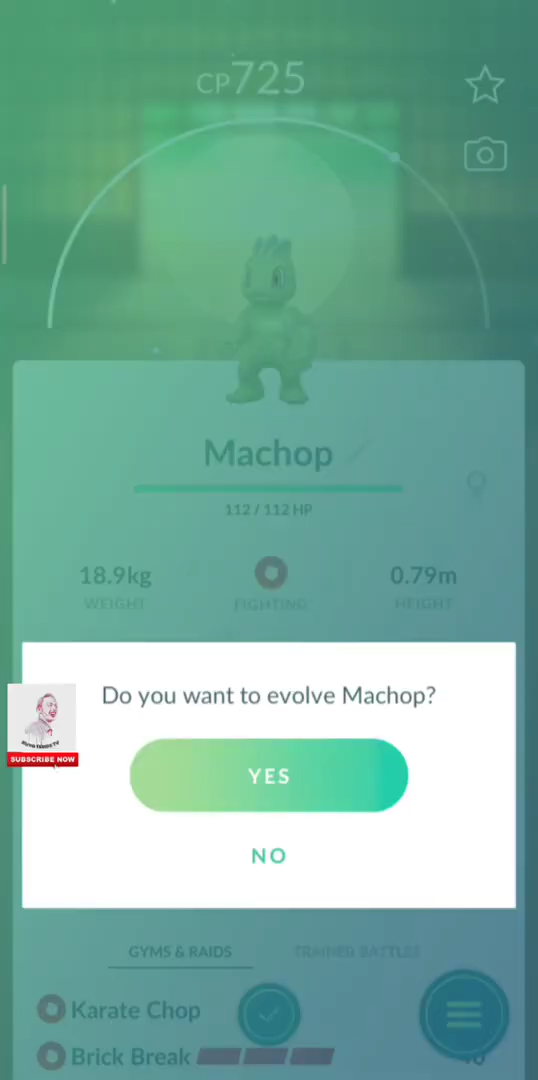 CP725
Machop
112 / 112 HP
18.9kg
0.79m
WEIGHT
FIGHTING
HEIGHT
Do you want to evolve Machop?
YES
SUBSCRIBE NOW
NO
GYMS & RAIDS
TRAINER BATTLES
Karate Chop
Brick Break